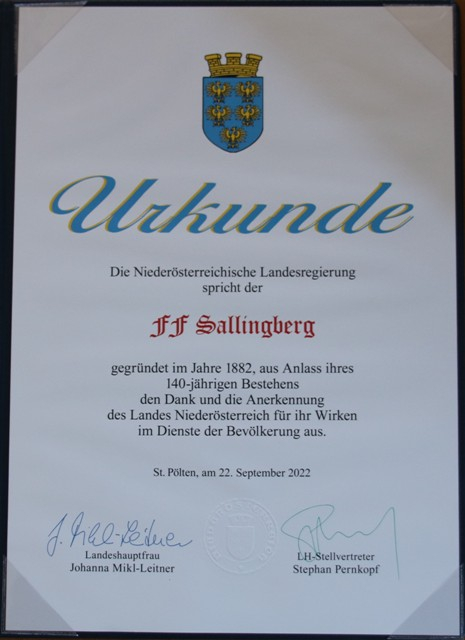 Urkunde
Die Niederösterreichische Landesregierung
spricht der
FF Sallingberg
gegründet im Jahre 1882, aus Anlass ihres
140-jährigen Bestehens
den Dank und die Anerkennung
des Landes Niederösterreich für ihr Wirken
im Dienste der Bevölkerung aus.
St. Pölten, am 22. September 2022
J. Mikl-Leitner
Landeshauptfrau
Johanna Mikl-Leitner
LH-Stellvertreter
Stephan Pernkopf